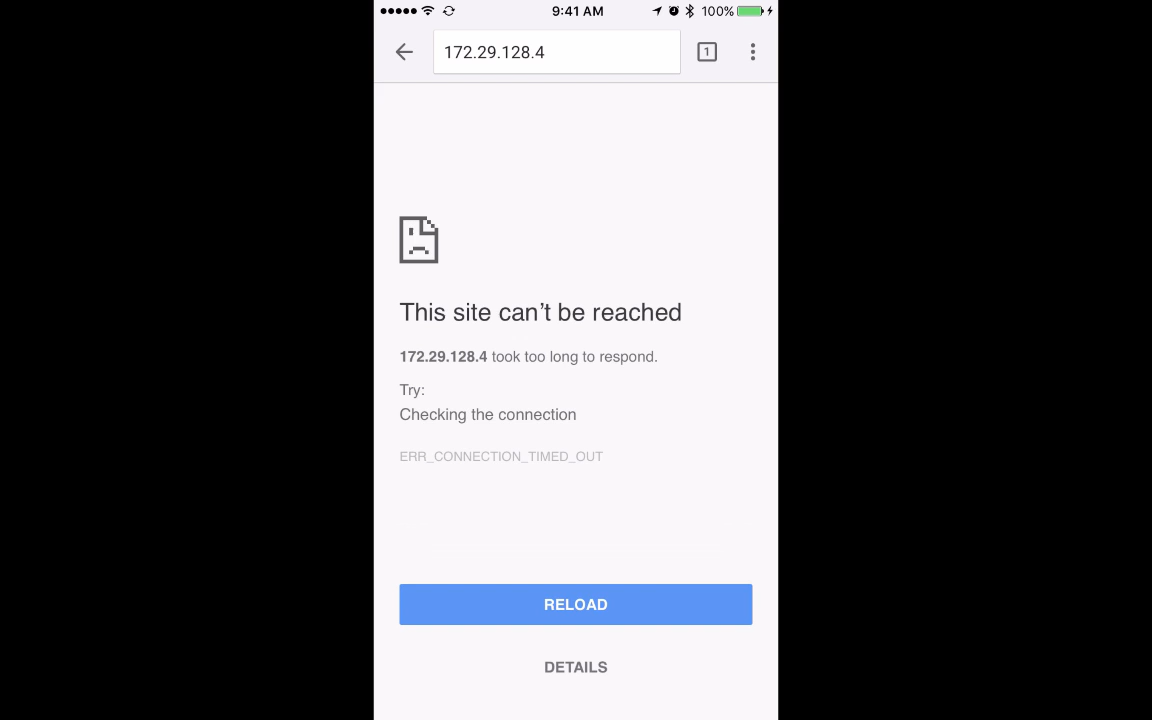 9:41 AM 100%
172.29.128.4 1
This site can’t be reached
172.29.128.4 took too long to respond.
Try:
Checking the connection
ERR_CONNECTION_TIMED_OUT
RELOAD
DETAILS